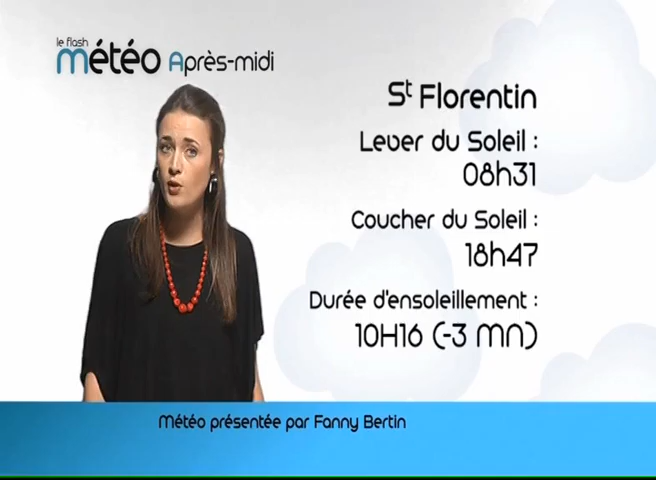 le flash
météo Après-midi
St Florentin
Lever du Soleil :
08h31
Coucher du Soleil :
18h47
Durée d'ensoleillement :
10H16 (-3 MN)
Météo présentée par Fanny Bertin